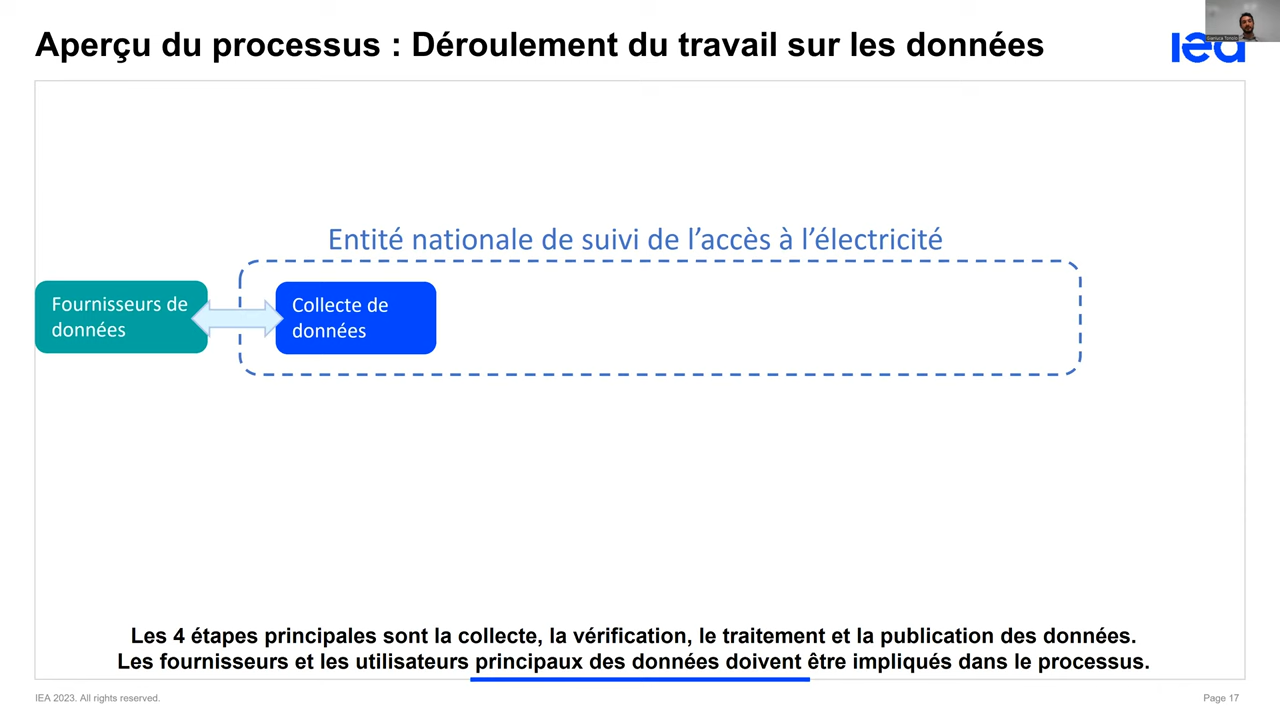 Aperçu du processus : Déroulement du travail sur les données
iea
Entité nationale de suivi de l’accès à l’électricité
Fournisseurs de
données
Collecte de
données
Les 4 étapes principales sont la collecte, la vérification, le traitement et la publication des données.
Les fournisseurs et les utilisateurs principaux des données doivent être impliqués dans le processus.
IEA 2023. All rights reserved.
Page 17